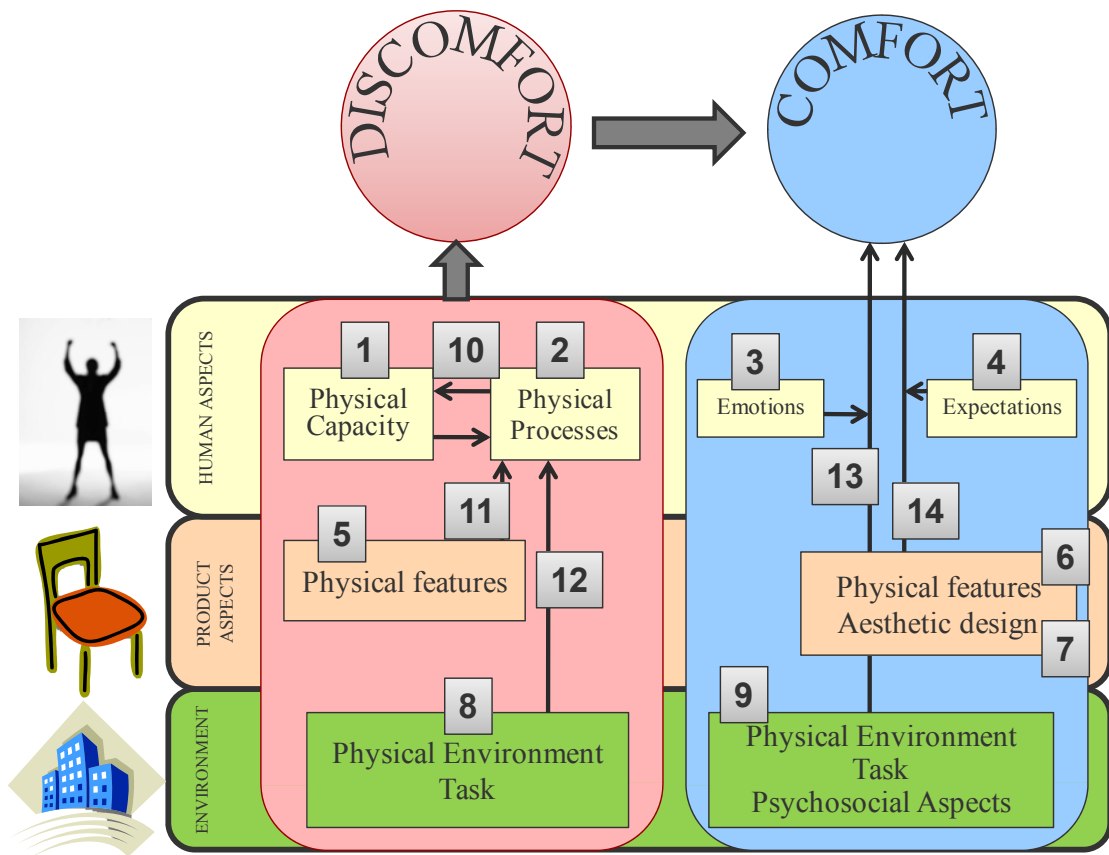 DISCOMFORT
COMFORT
HUMAN ASPECTS
1
10
2
3
4
Physical
Capacity
Physical
Processes
Emotions
Expectations
13
11
14
PRODUCT
ASPECTS
5
Physical features
12
6
Physical features
Aesthetic design
7
ENVIRONMENT
8
Physical Environment
Task
9
Physical Environment
Task
Psychosocial Aspects